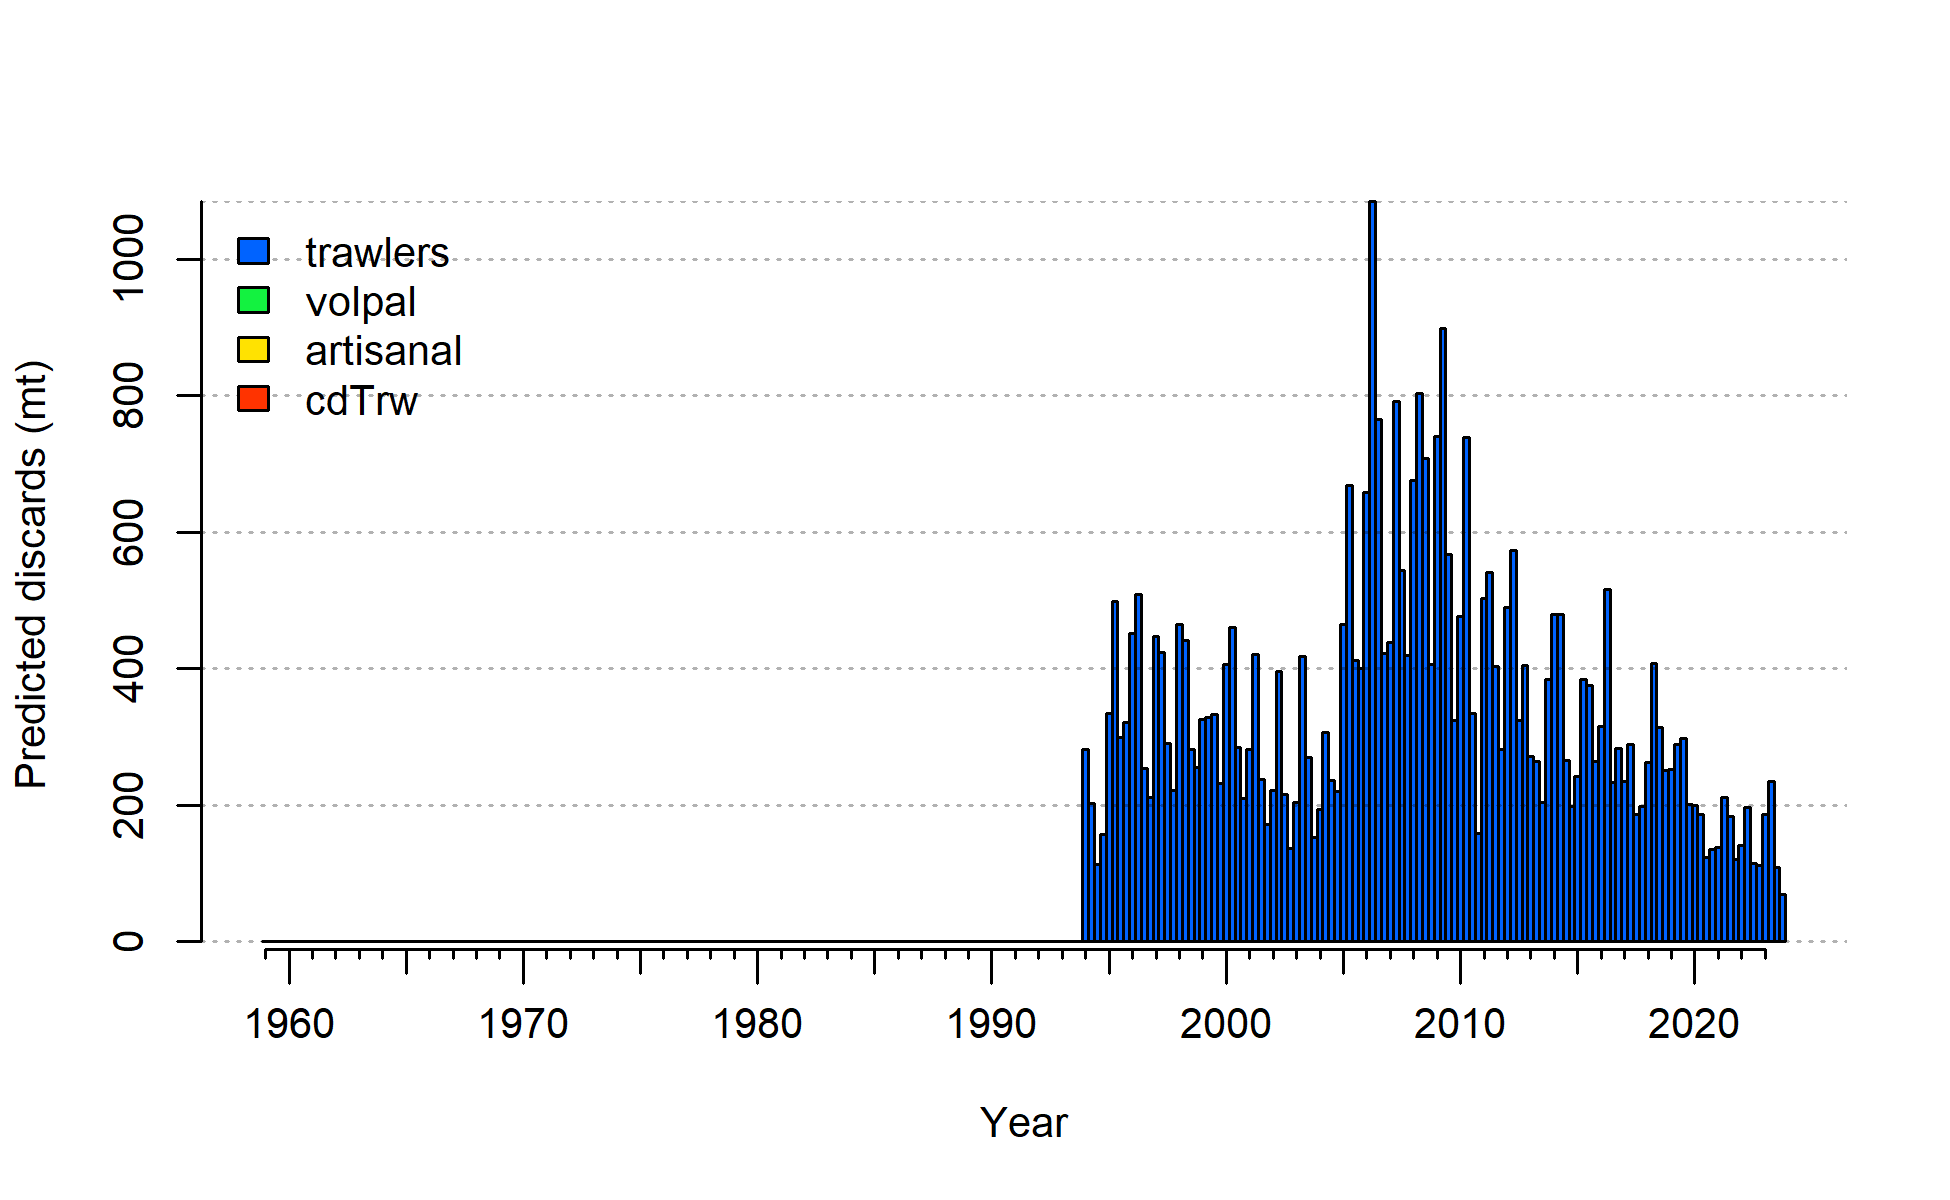 trawlers
volpal
artisanal
cdTrw
Predicted discards (mt)
1000
800
600
400
200
0
1960 1970 1980 1990 2000 2010 2020
Year